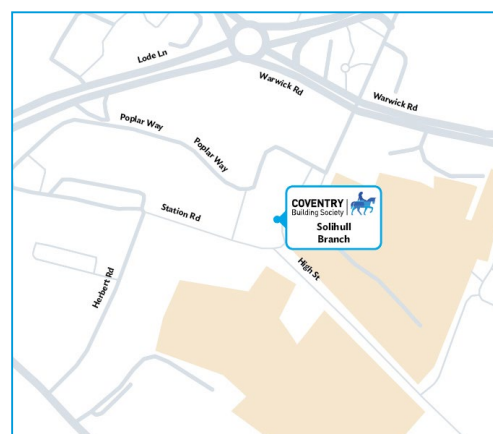 Lode Ln
Warwick Rd
Warwick Rd
Poplar Way
Poplar Way
Station Rd
COVENTRY
Building Society
Solihull
Branch
High St
Herbert Rd